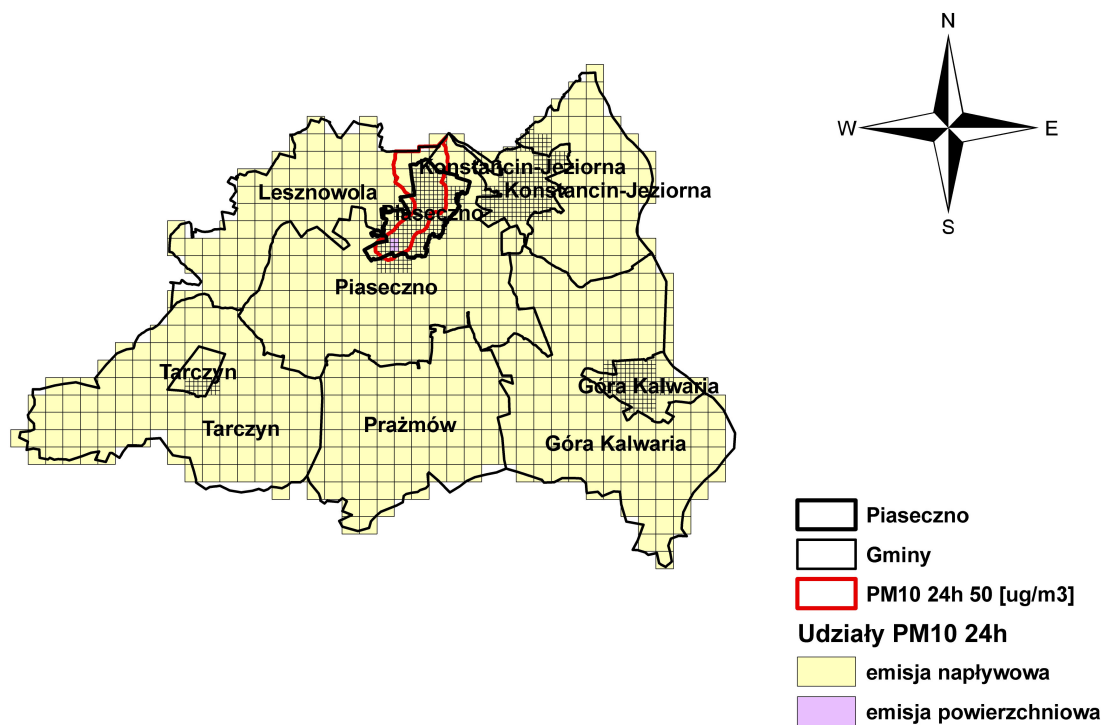 N
W
E
S
Konstancin-Jeziorna
Konstancin-Jeziorna
Lesznowola
Piaseczno
Piaseczno
Tarczyn
Góra Kalwaria
Tarczyn
Prażmów
Góra Kalwaria
Piaseczno
Gminy
PM10 24h 50 [ug/m3]
Udziały PM10 24h
emisja napływowa
emisja powierzchniowa